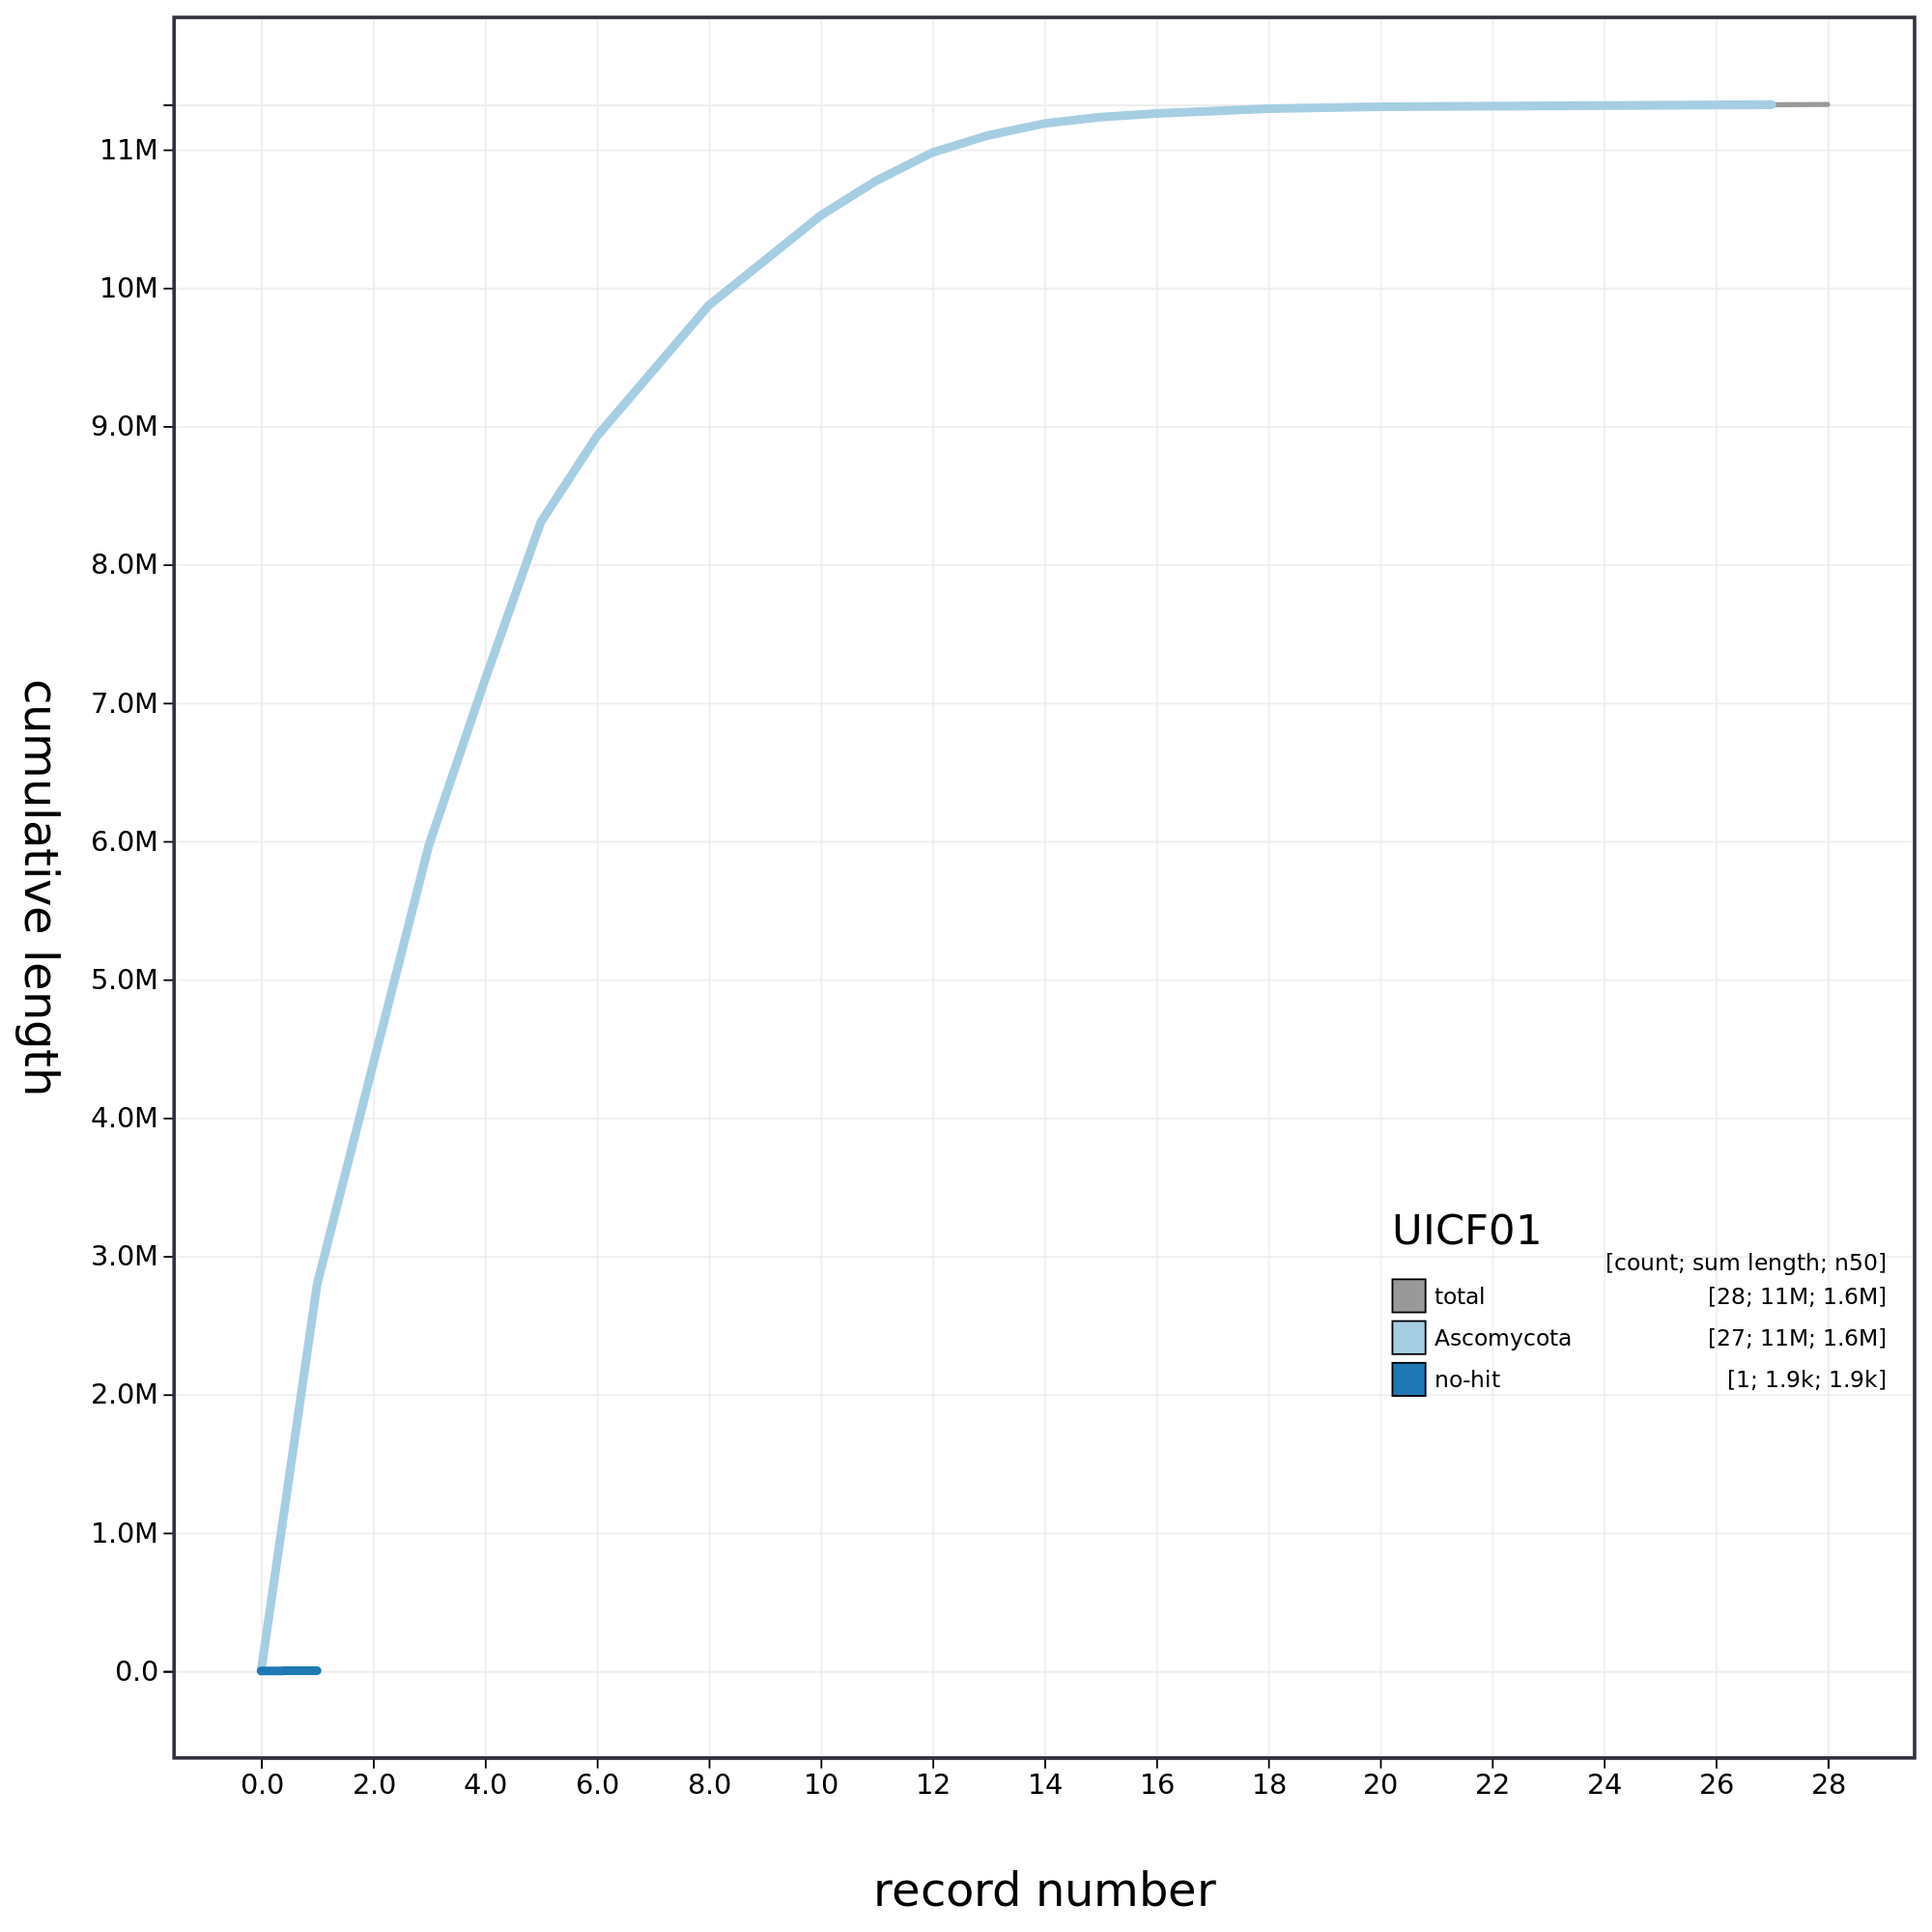 11M
10M
9.0M
8.0M
7.0M
6.0M
5.0M
4.0M
3.0M
2.0M
1.0M
0.0
cumulative length
UICF01
[count; sum length; n50]
total [28; 11M; 1.6M]
Ascomycota [27; 11M; 1.6M]
no-hit [1; 1.9k; 1.9k]
0.0 2.0 4.0 6.0 8.0 10 12 14 16 18 20 22 24 26 28
record number